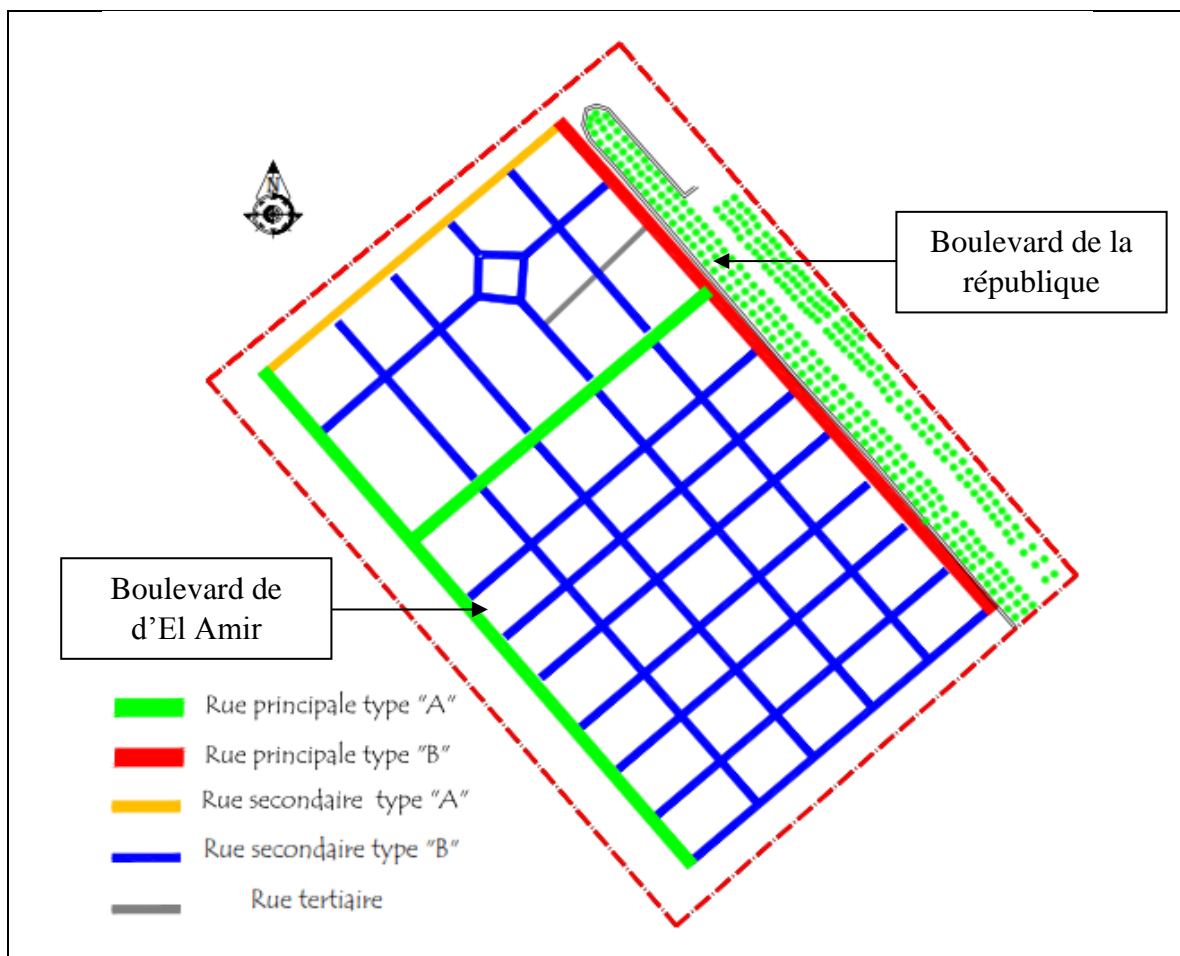 N
Boulevard de la
république
Boulevard de
d’El Amir
Rue principale type "A"
Rue principale type "B"
Rue secondaire type "A"
Rue secondaire type "B"
Rue tertiaire